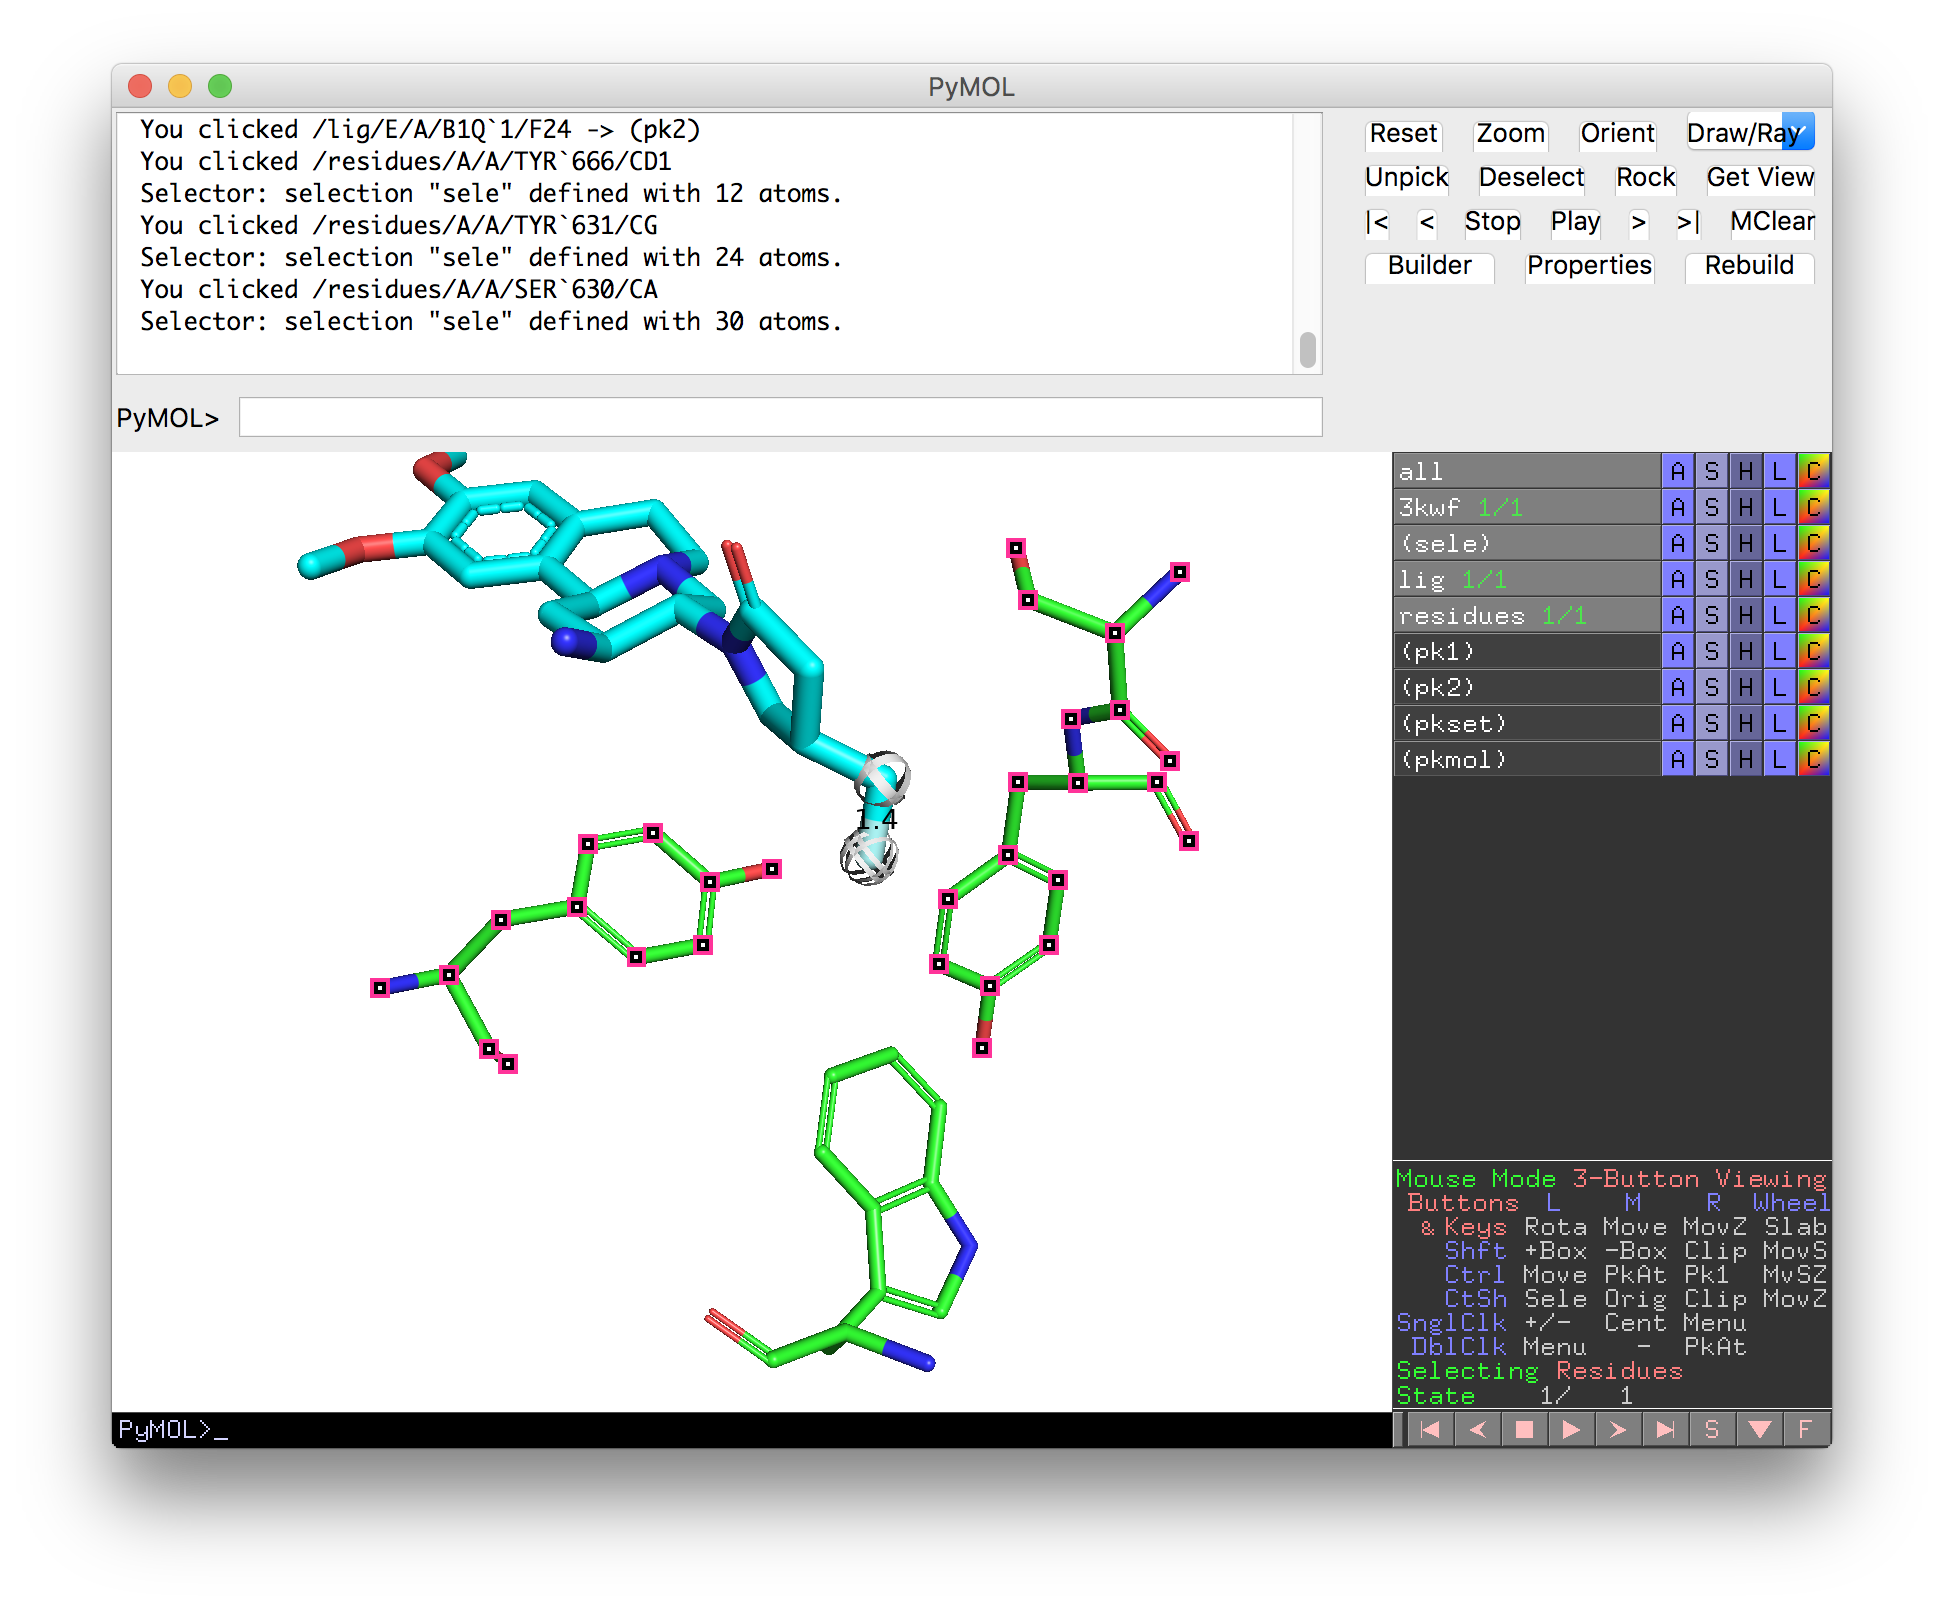 PyMOL
You clicked /lig/E/A/B1Q`1/F24 -> (pk2)
You clicked /residues/A/A/TYR`666/CD1
Selector: selection "sele" defined with 12 atoms.
You clicked /residues/A/A/TYR`631/CG
Selector: selection "sele" defined with 24 atoms.
You clicked /residues/A/A/SER`630/CA
Selector: selection "sele" defined with 30 atoms.
PyMOL>
Reset Zoom Orient Draw/Ray
Unpick Deselect Rock Get View
|< < Stop Play > >| MClear
Builder Properties Rebuild
1.4
all A S H L C
3kwf 1/1 A S H L C
(sele) A S H L C
lig 1/1 A S H L C
residues 1/1 A S H L C
(pk1) A S H L C
(pk2) A S H L C
(pkset) A S H L C
(pkmol) A S H L C
Mouse Mode 3-Button Viewing
Buttons L M R Wheel
& Keys Rota Move MovZ Slab
Shft +Box -Box Clip MovS
Ctrl Move PkAt Pk1 MvSZ
CtSh Sele Orig Clip MovZ
SnglClk +/- Cent Menu
DblClk Menu - PkAt
Selecting Residues
State 1/ 1
PyMOL>_
S F